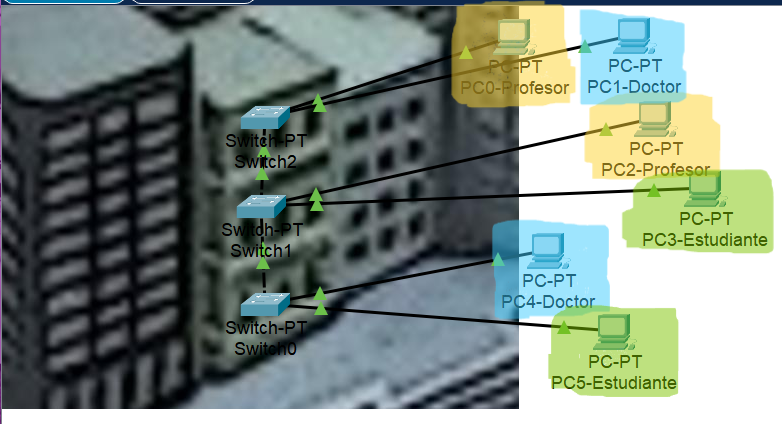 PC-PT
PC0-Profesor
PC-PT
PC1-Doctor
Switch-PT
Switch2
PC-PT
PC2-Profesor
PC-PT
PC3-Estudiante
Switch-PT
Switch1
PC-PT
PC4-Doctor
Switch-PT
Switch0
PC-PT
PC5-Estudiante